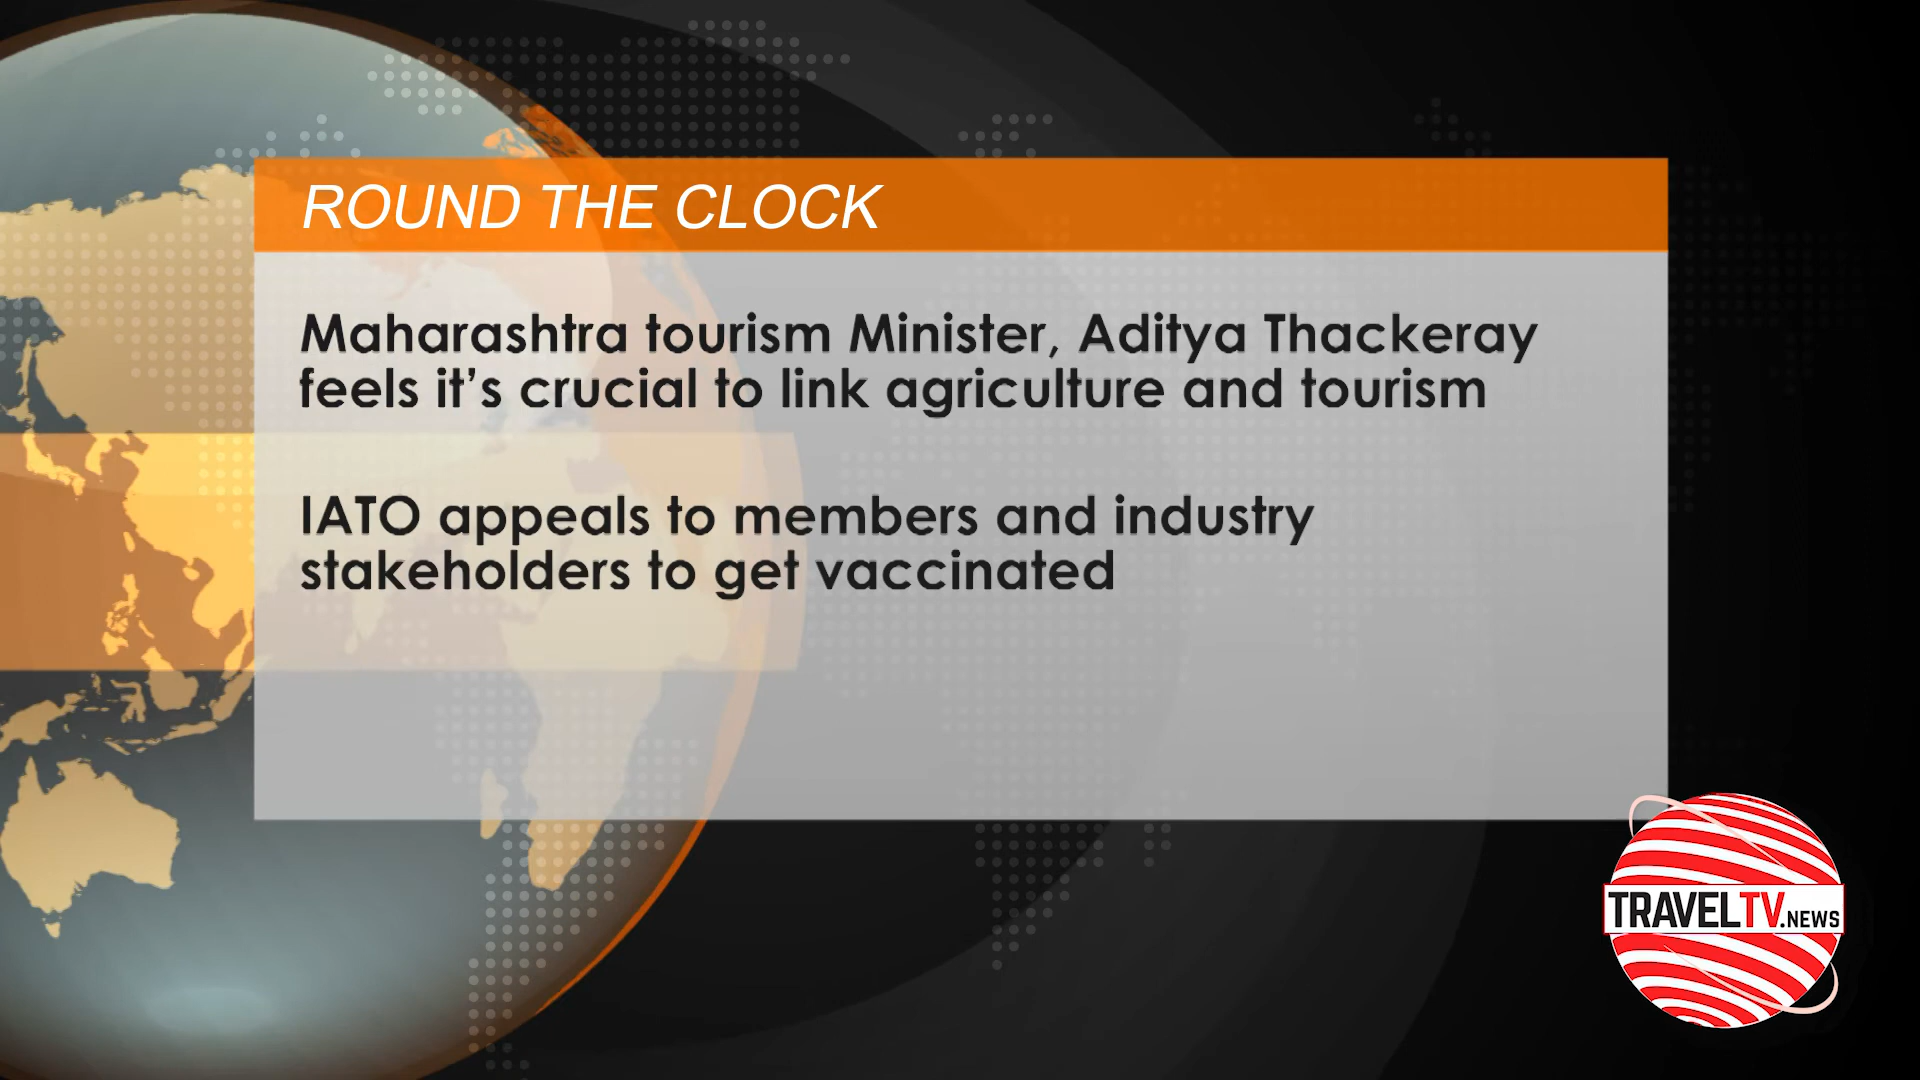 ROUND THE CLOCK
Maharashtra tourism Minister, Aditya Thackeray
feels it’s crucial to link agriculture and tourism
IATO appeals to members and industry
stakeholders to get vaccinated
TRAVELTV.NEWS